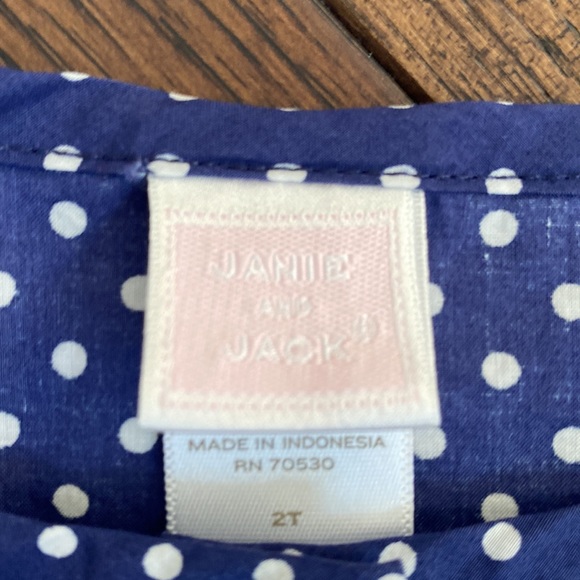 JANIE
AND
JACK®
MADE IN INDONESIA
RN 70530
2T